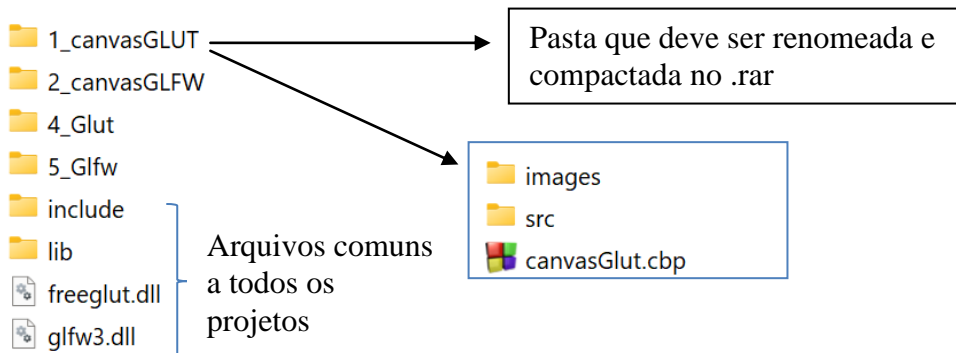 1_canvasGLUT
2_canvasGLFW
4_Glut
5_Glfw
include
lib
freeglut.dll
glfw3.dll
Arquivos comuns
a todos os
projetos
Pasta que deve ser renomeada e
compactada no .rar
images
src
canvasGlut.cbp